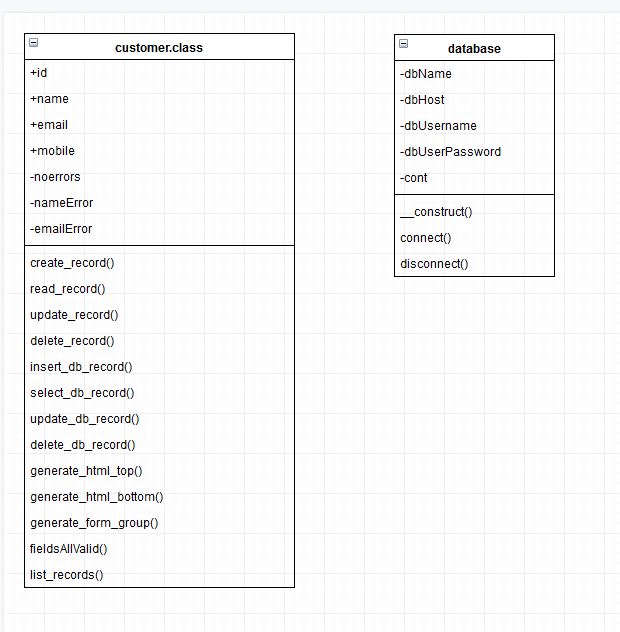 customer.class
+id
+name
+email
+mobile
-noerrors
-nameError
-emailError
create_record()
read_record()
update_record()
delete_record()
insert_db_record()
select_db_record()
update_db_record()
delete_db_record()
generate_html_top()
generate_html_bottom()
generate_form_group()
fieldsAllValid()
list_records()
database
-dbName
-dbHost
-dbUsername
-dbUserPassword
-cont
__construct()
connect()
disconnect()